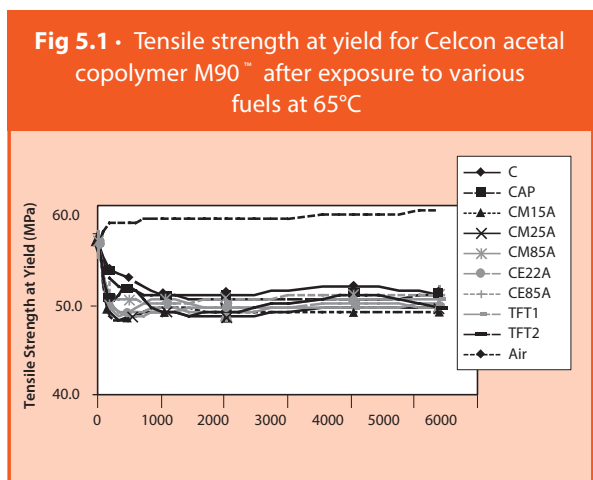 Fig 5.1 · Tensile strength at yield for Celcon acetal
copolymer M90™ after exposure to various
fuels at 65°C
Tensile Strength at Yield (MPa)
60.0
50.0
40.0
0 1000 2000 3000 4000 5000 6000
C
CAP
CM15A
CM25A
CM85A
CE22A
CE85A
TFT1
TFT2
Air